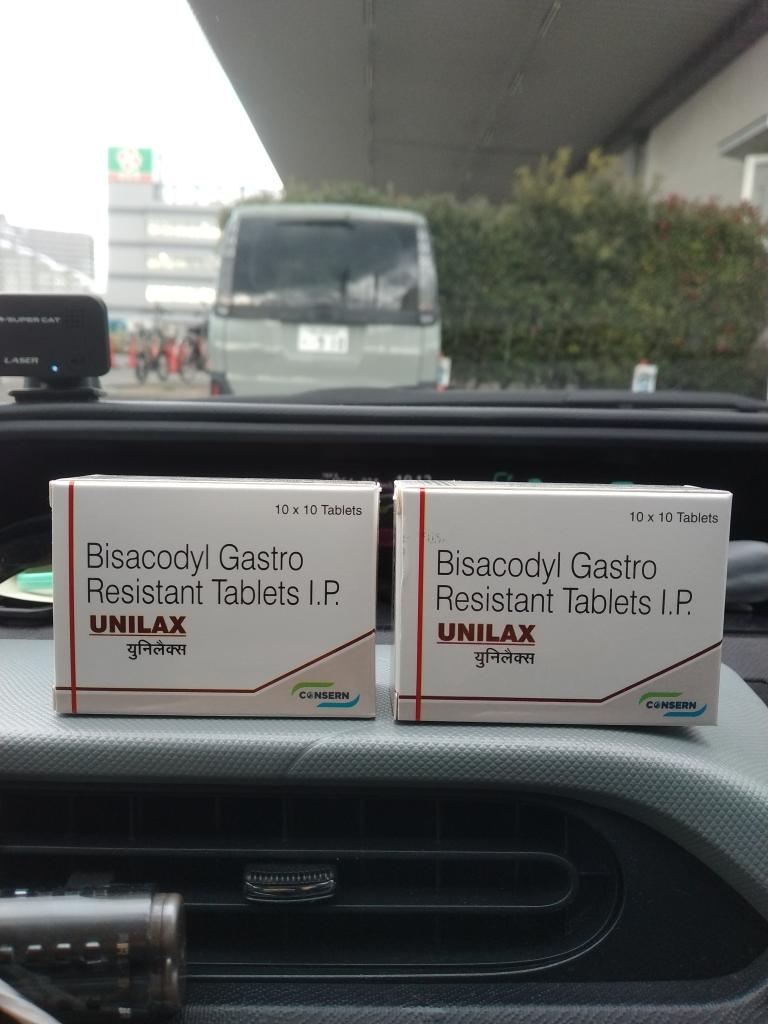 SUPER CAT
LASER
10 x 10 Tablets
Bisacodyl Gastro
Resistant Tablets I.P.
UNILAX
युनिलैक्स
CONSERN
10 x 10 Tablets
Bisacodyl Gastro
Resistant Tablets I.P.
UNILAX
युनिलैक्स
CONSERN